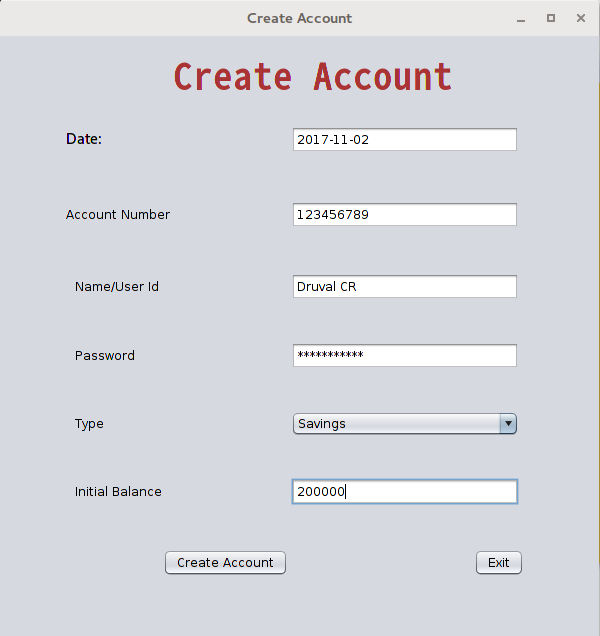 Create Account
Create Account
Date: 2017-11-02
Account Number 123456789
Name/User Id Druval CR
Password ***********
Type Savings
Initial Balance 200000
Create Account Exit